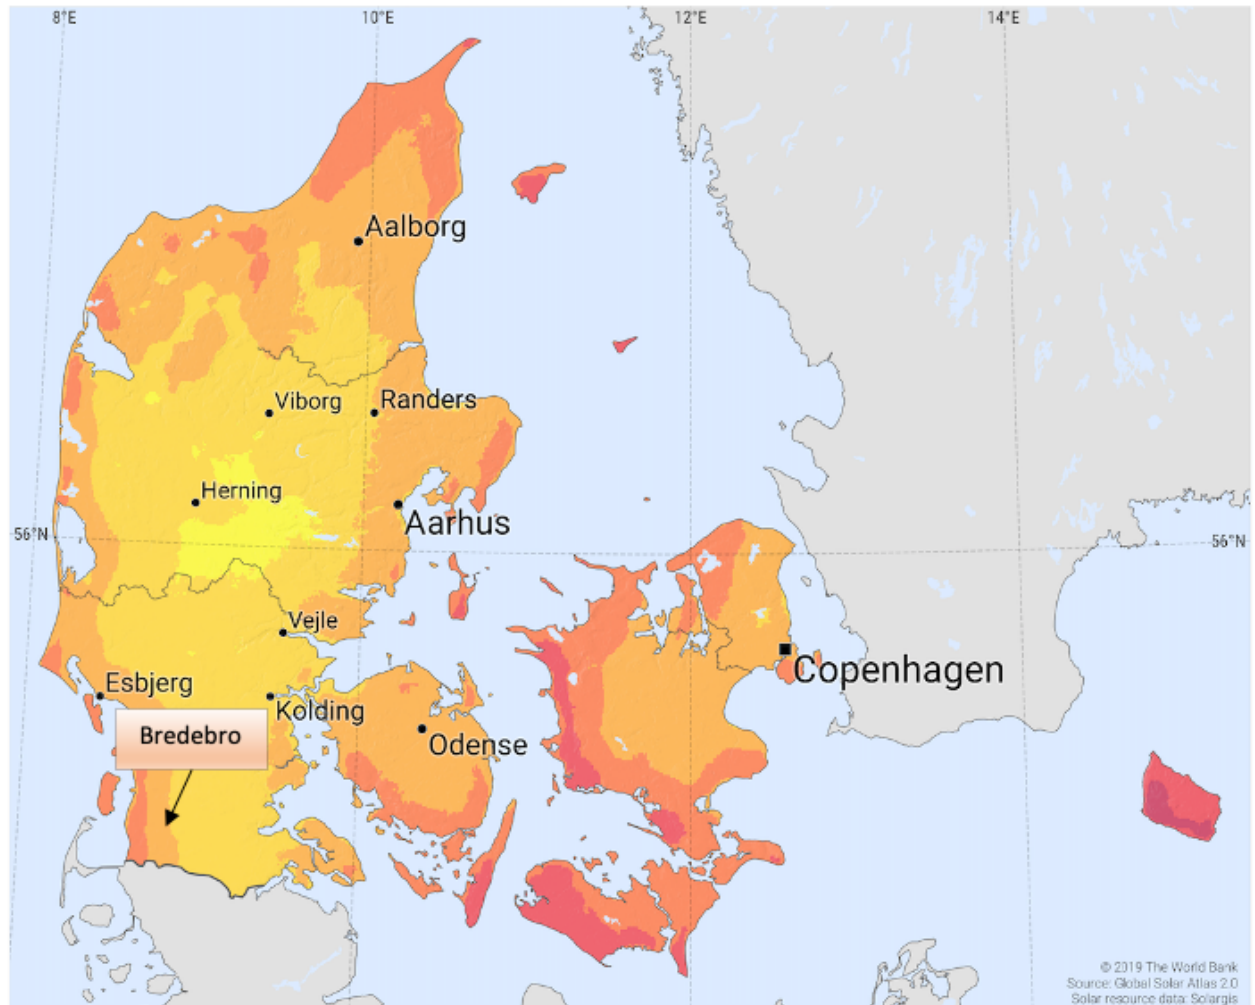 8°E
10°E
12°E
14°E
Aalborg
Viborg
Randers
Herning
Aarhus
56°N
56°N
Vejle
Copenhagen
Esbjerg
Kolding
Bredebro
Odense
© 2019 The World Bank
Source: Global Solar Atlas 2.0
Solar resource data: Solargis